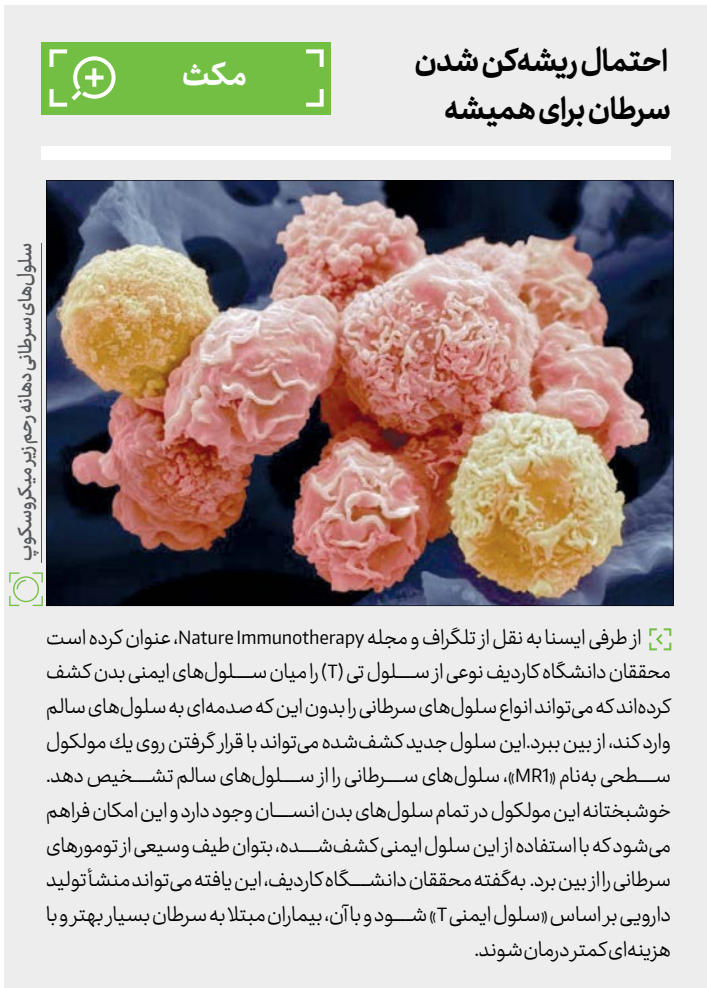 احتمال ریشه‌کن شدن
سرطان برای همیشه
مکث
سلول‌های سرطانی دهانه رحم زیر میکروسکوپ
از طرفی ایسنا به نقل از تلگراف و مجله Nature Immunotherapy، عنوان کرده است
محققان دانشگاه کاردیف نوعی از سلول تی (T) را میان سلول‌های ایمنی بدن کشف
کرده‌اند که می‌تواند انواع سلول‌های سرطانی را بدون این که صدمه‌ای به سلول‌های سالم
وارد کند، از بین ببرد.این سلول جدید کشف‌شده می‌تواند با قرار گرفتن روی یك مولکول
سطحی به‌نام «MR1»، سلول‌های سرطانی را از سلول‌های سالم تشخیص دهد.
خوشبختانه این مولکول در تمام سلول‌های بدن انسان وجود دارد و این امکان فراهم
می‌شود که با استفاده از این سلول ایمنی کشف‌شده، بتوان طیف وسیعی از تومورهای
سرطانی را از بین برد. به‌گفته محققان دانشگاه کاردیف، این یافته می‌تواند منشأ تولید
دارویی بر اساس «سلول ایمنی T» شود و با آن، بیماران مبتلا به سرطان بسیار بهتر و با
هزینه‌ای کمتر درمان شوند.